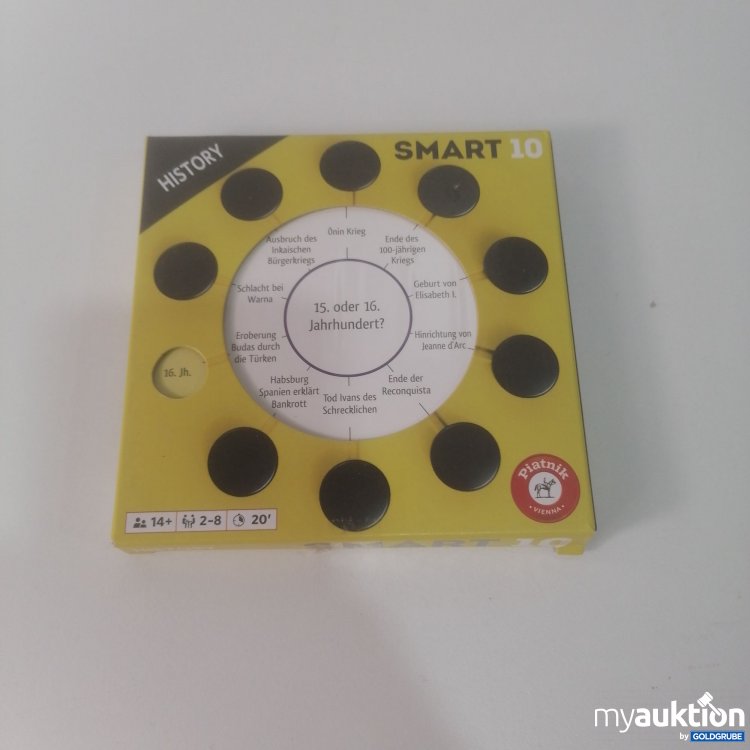 HISTORY
SMART 10
Ōnin Krieg
Ende des
100-jährigen
Kriegs
Geburt von
Elisabeth I.
Hinrichtung von
Jeanne d'Arc
Ende der
Reconquista
Tod Ivans des
Schrecklichen
Habsburg
Spanien erklärt
Bankrott
Eroberung
Budas durch
die Türken
Schlacht bei
Warna
Ausbruch des
Inkaischen
Bürgerkriegs
15. oder 16.
Jahrhundert?
16. Jh.
Piatnik
• VIENNA •
14+ 2-8 20'
SMART 10
myauktion
by GOLDGRUBE